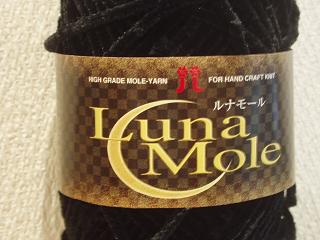 HIGH GRADE MOLE-YARN FOR HAND CRAFT KNIT
ルナモール
Luna
Mole